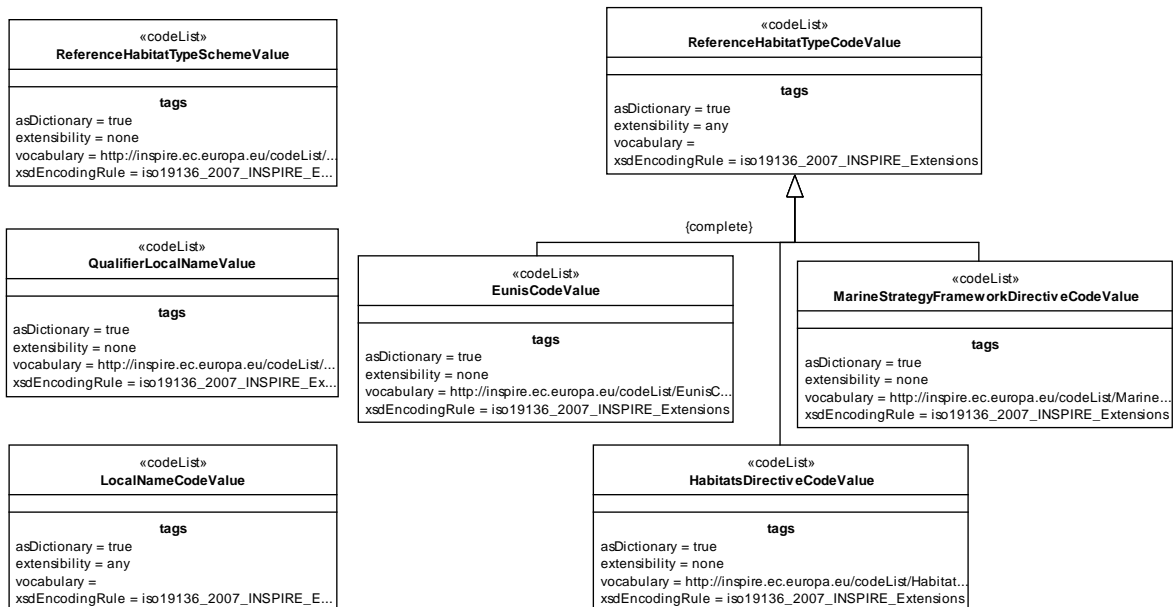 «codeList»
ReferenceHabitatTypeSchemeValue
tags
asDictionary = true
extensibility = none
vocabulary = http://inspire.ec.europa.eu/codeList/...
xsdEncodingRule = iso19136_2007_INSPIRE_E...
«codeList»
ReferenceHabitatTypeCodeValue
tags
asDictionary = true
extensibility = any
vocabulary =
xsdEncodingRule = iso19136_2007_INSPIRE_Extensions
{complete}
«codeList»
QualifierLocalNameValue
tags
asDictionary = true
extensibility = none
vocabulary = http://inspire.ec.europa.eu/codeList/...
xsdEncodingRule = iso19136_2007_INSPIRE_Ex...
«codeList»
EunisCodeValue
tags
asDictionary = true
extensibility = none
vocabulary = http://inspire.ec.europa.eu/codeList/EunisC...
xsdEncodingRule = iso19136_2007_INSPIRE_Extensions
«codeList»
MarineStrategyFrameworkDirectiveCodeValue
tags
asDictionary = true
extensibility = none
vocabulary = http://inspire.ec.europa.eu/codeList/Marine...
xsdEncodingRule = iso19136_2007_INSPIRE_Extensions
«codeList»
LocalNameCodeValue
tags
asDictionary = true
extensibility = any
vocabulary =
xsdEncodingRule = iso19136_2007_INSPIRE_E...
«codeList»
HabitatsDirectiveCodeValue
tags
asDictionary = true
extensibility = none
vocabulary = http://inspire.ec.europa.eu/codeList/Habitat...
xsdEncodingRule = iso19136_2007_INSPIRE_Extensions